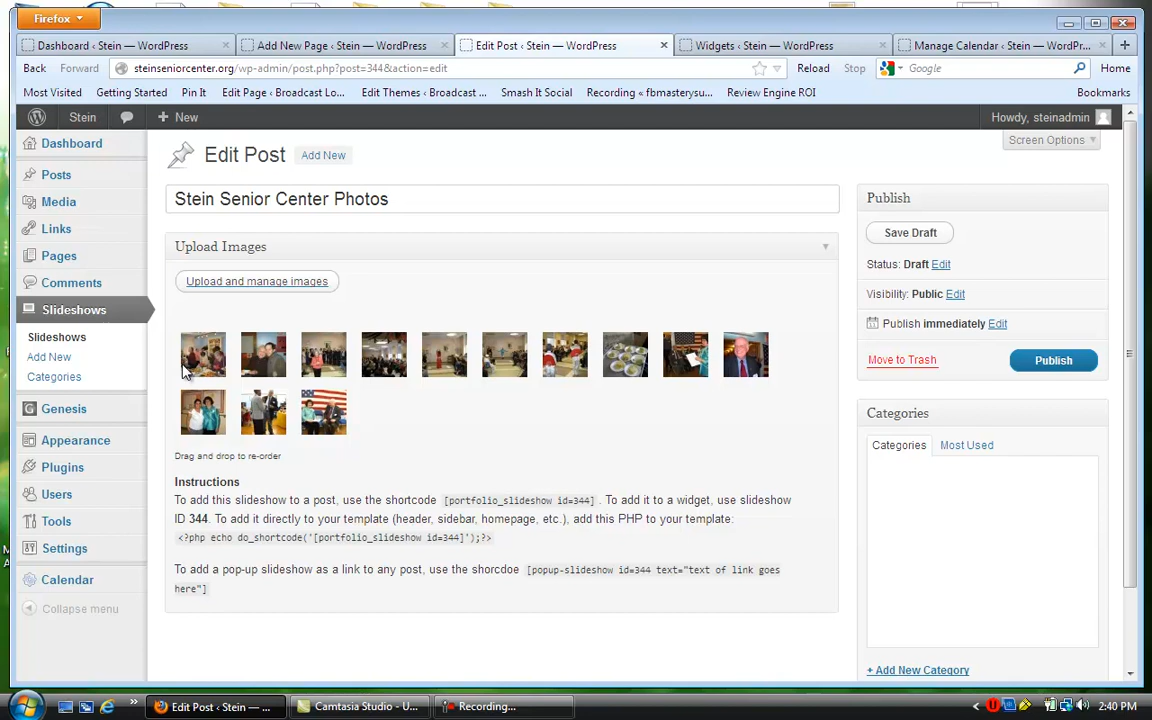 Firefox
Dashboard ‹ Stein — WordPress
Add New Page ‹ Stein — WordPress
Edit Post ‹ Stein — WordPress
Widgets ‹ Stein — WordPress
Manage Calendar ‹ Stein — WordPr...
Back Forward steinseniorcenter.org/wp-admin/post.php?post=344&action=edit Reload Stop Google Home
Most Visited Getting Started Pin It Edit Page ‹ Broadcast Lo... Edit Themes ‹ Broadcast ... Smash It Social Recording « fbmasterysu... Review Engine ROI Bookmarks
Stein + New Howdy, steinadmin
Screen Options
Dashboard
Posts
Media
Links
Pages
Comments
Slideshows
Slideshows
Add New
Categories
Genesis
Appearance
Plugins
Users
Tools
Settings
Calendar
Collapse menu
Edit Post Add New
Stein Senior Center Photos
Upload Images
Upload and manage images
Drag and drop to re-order
Instructions
To add this slideshow to a post, use the shortcode [portfolio_slideshow id=344] . To add it to a widget, use slideshow
ID 344. To add it directly to your template (header, sidebar, homepage, etc.), add this PHP to your template:
<?php echo do_shortcode('[portfolio_slideshow id=344]');?>
To add a pop-up slideshow as a link to any post, use the shorcdoe [popup-slideshow id=344 text="text of link goes
here"]
Publish
Save Draft
Status: Draft Edit
Visibility: Public Edit
Publish immediately Edit
Move to Trash Publish
Categories
Categories Most Used
+ Add New Category
Edit Post ‹ Stein — ...
Camtasia Studio - U...
Recording...
2:40 PM